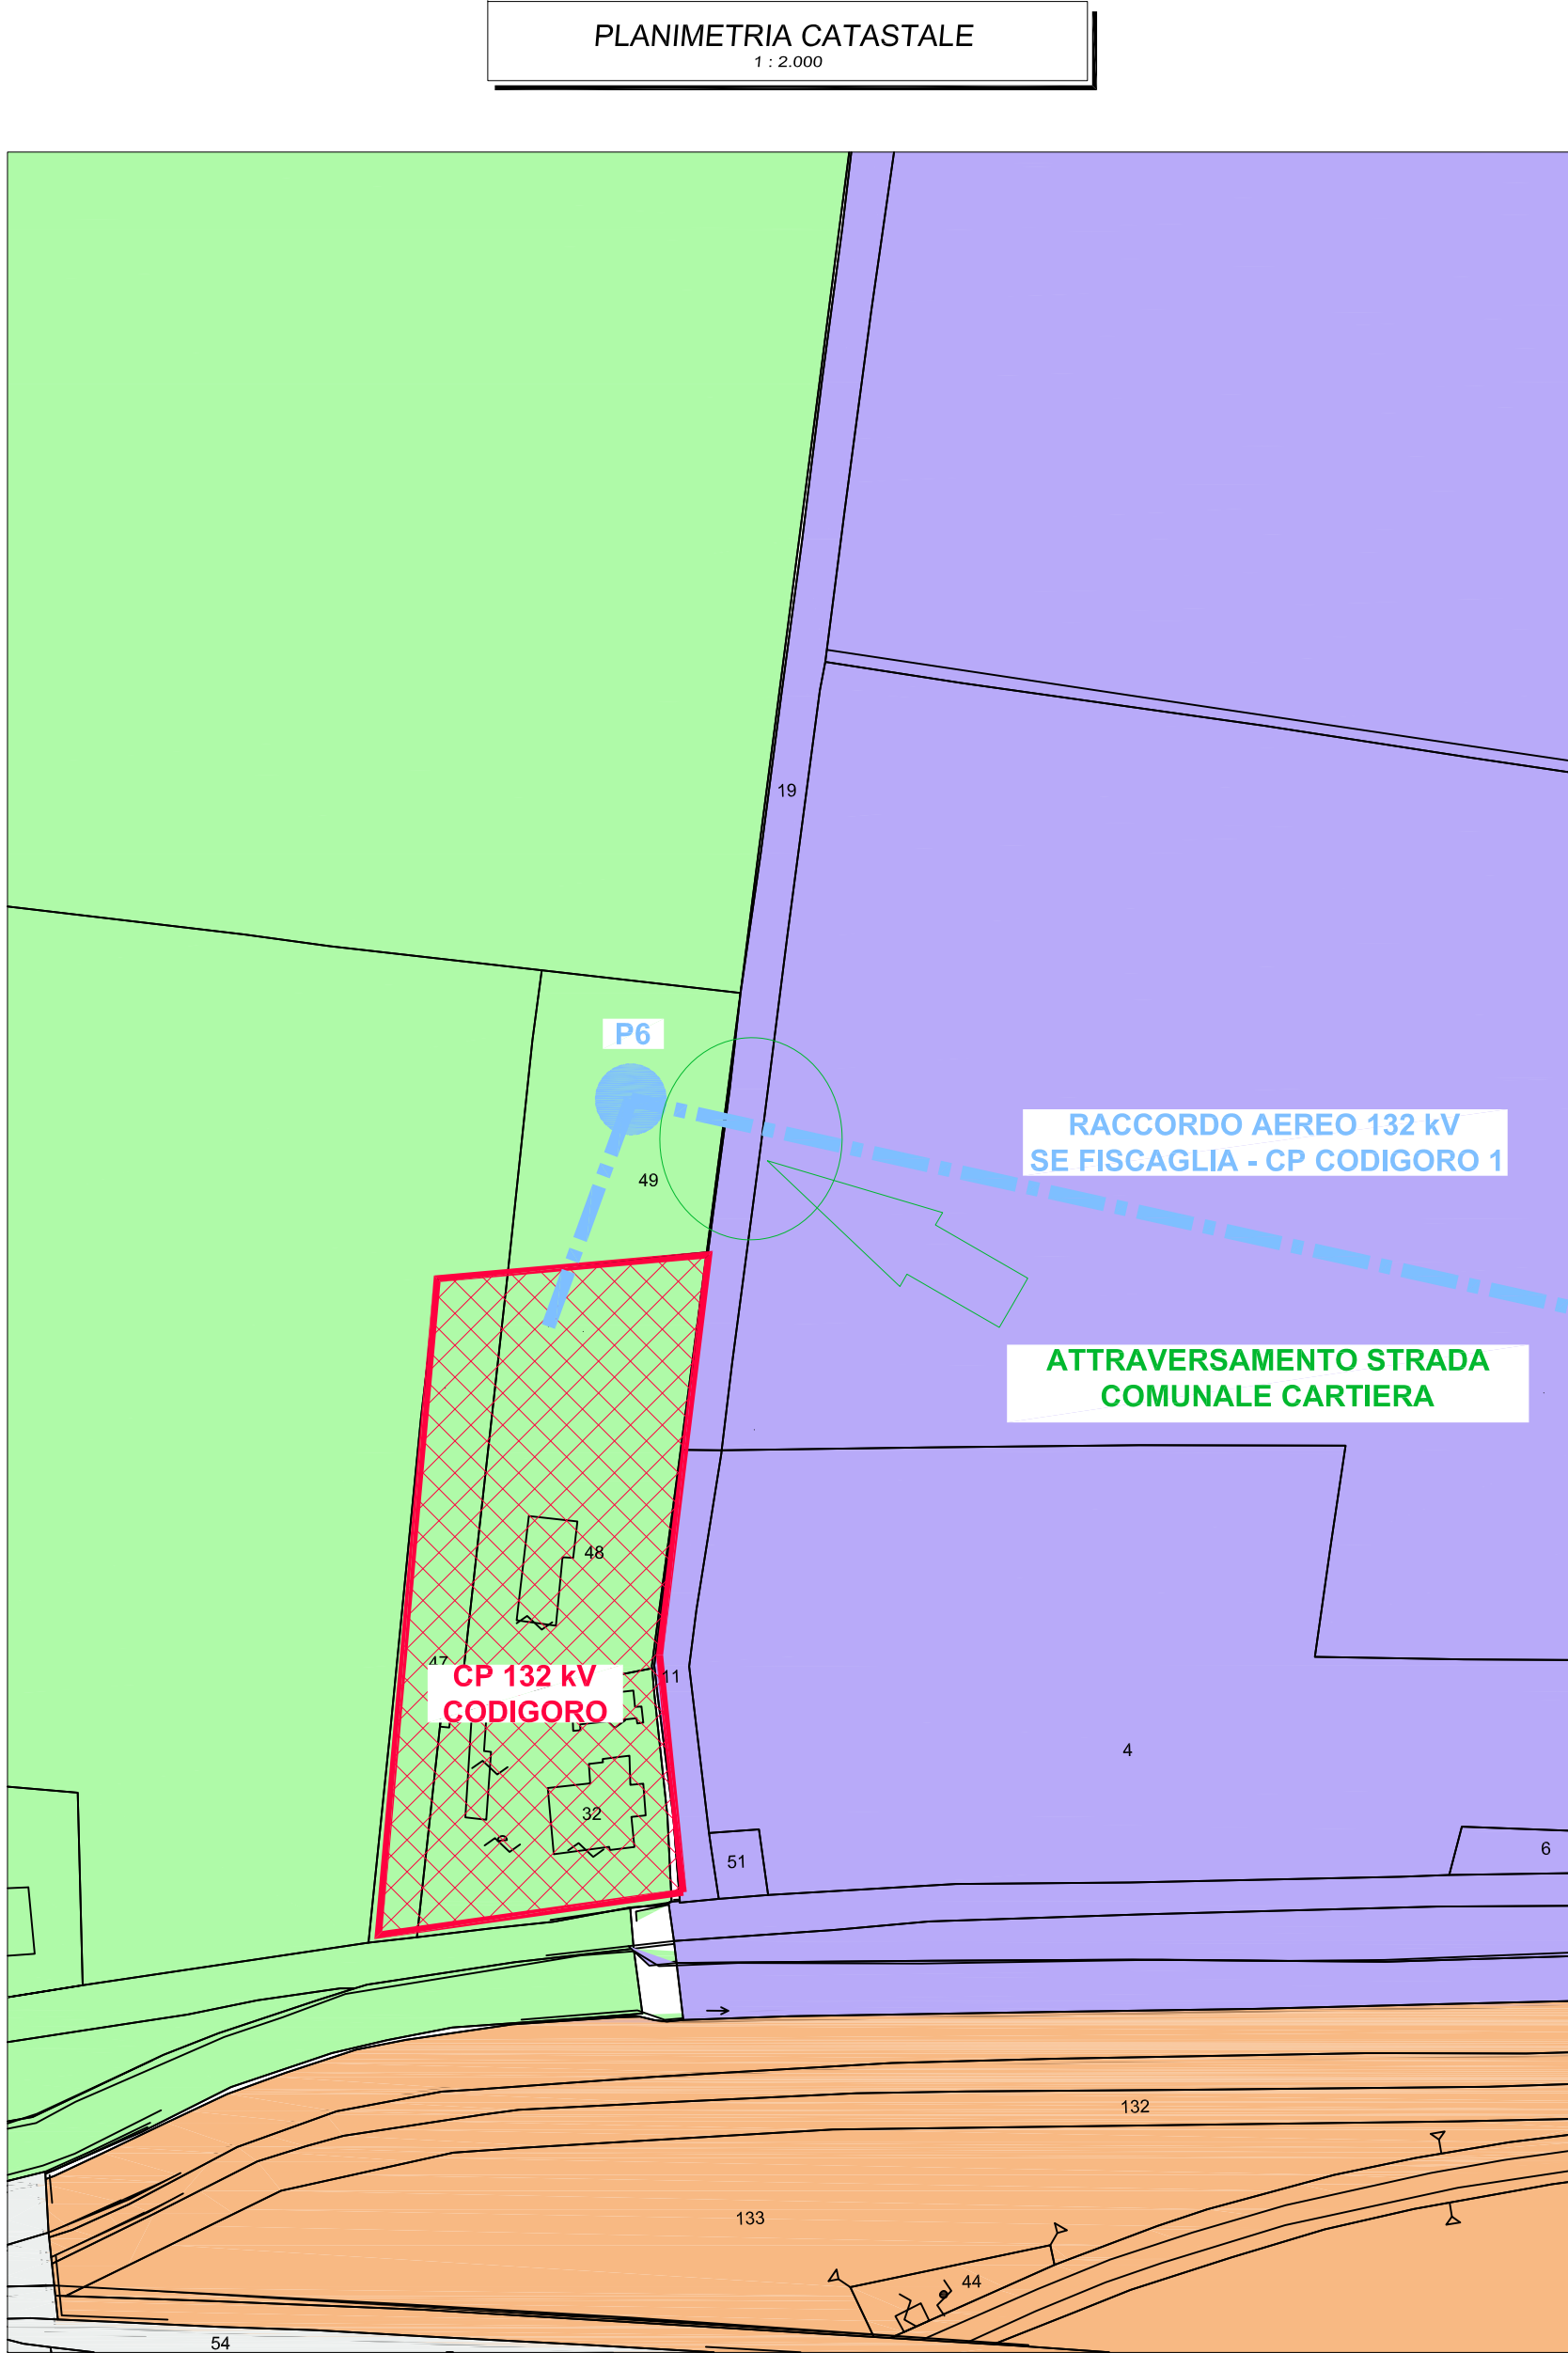 PLANIMETRIA CATASTALE
1 : 2.000
19
P6
RACCORDO AEREO 132 kV
SE FISCAGLIA - CP CODIGORO 1
49
ATTRAVERSAMENTO STRADA
COMUNALE CARTIERA
48
47
CP 132 kV
CODIGORO
11
4
32
51
6
132
133
44
54